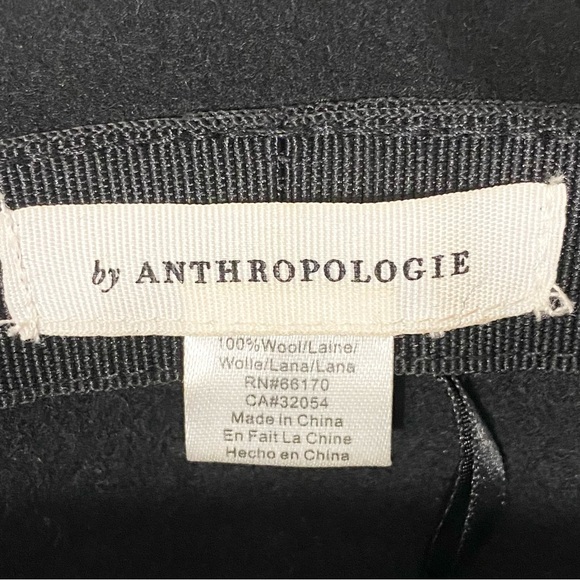 by ANTHROPOLOGIE
100%Wool/Laine/
Wolle/Lana/Lana
RN#66170
CA#32054
Made in China
En Fait La Chine
Hecho en China